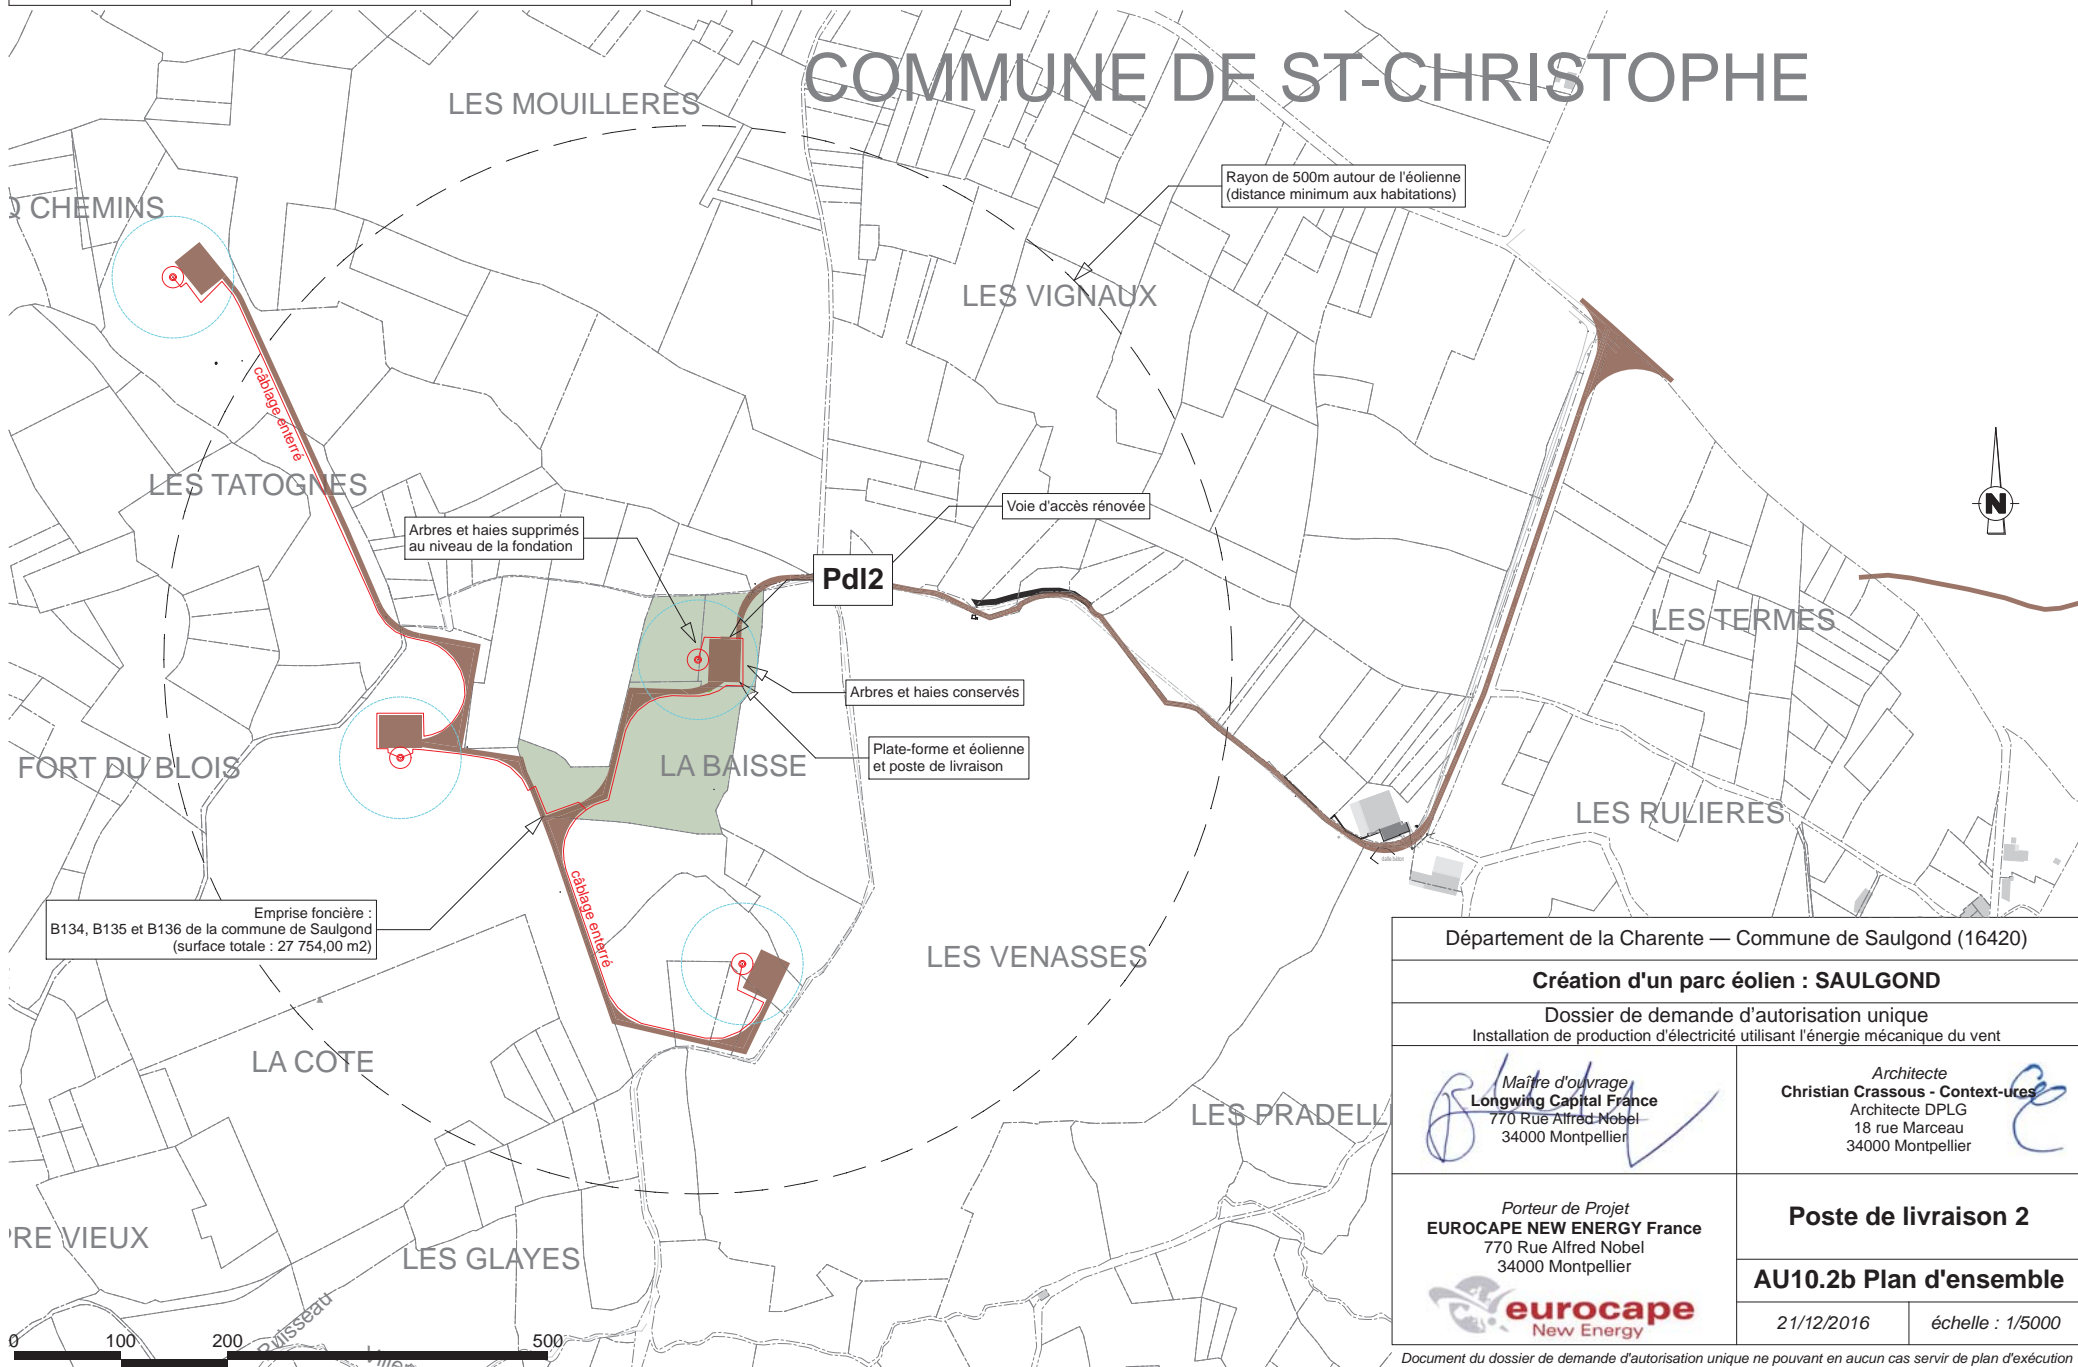 COMMUNE DE ST-CHRISTOPHE
LES MOUILLERES
Rayon de 500m autour de l'éolienne
(distance minimum aux habitations)
CHEMINS
LES VIGNAUX
câblage enterré
LES TATOGNES
Voie d'accès rénovée
Arbres et haies supprimés
au niveau de la fondation
N
Pdl2
LES TERMES
Arbres et haies conservés
Plate-forme et éolienne
et poste de livraison
FORT DU BLOIS
LA BAISSE
LES RULIERES
câblage enterré
Emprise foncière :
B134, B135 et B136 de la commune de Saulgond
(surface totale : 27 754,00 m2)
LES VENASSES
LA COTE
LES PRADELL
PRE VIEUX
LES GLAYES
Ruisseau
0 100 200 500
Département de la Charente — Commune de Saulgond (16420)
Création d'un parc éolien : SAULGOND
Dossier de demande d'autorisation unique
Installation de production d'électricité utilisant l'énergie mécanique du vent
Maître d'ouvrage
Longwing Capital France
770 Rue Alfred Nobel
34000 Montpellier
Architecte
Christian Crassous - Context-ures
Architecte DPLG
18 rue Marceau
34000 Montpellier
Porteur de Projet
EUROCAPE NEW ENERGY France
770 Rue Alfred Nobel
34000 Montpellier
eurocape
New Energy
Poste de livraison 2
AU10.2b Plan d'ensemble
21/12/2016
échelle : 1/5000
Document du dossier de demande d'autorisation unique ne pouvant en aucun cas servir de plan d'exécution